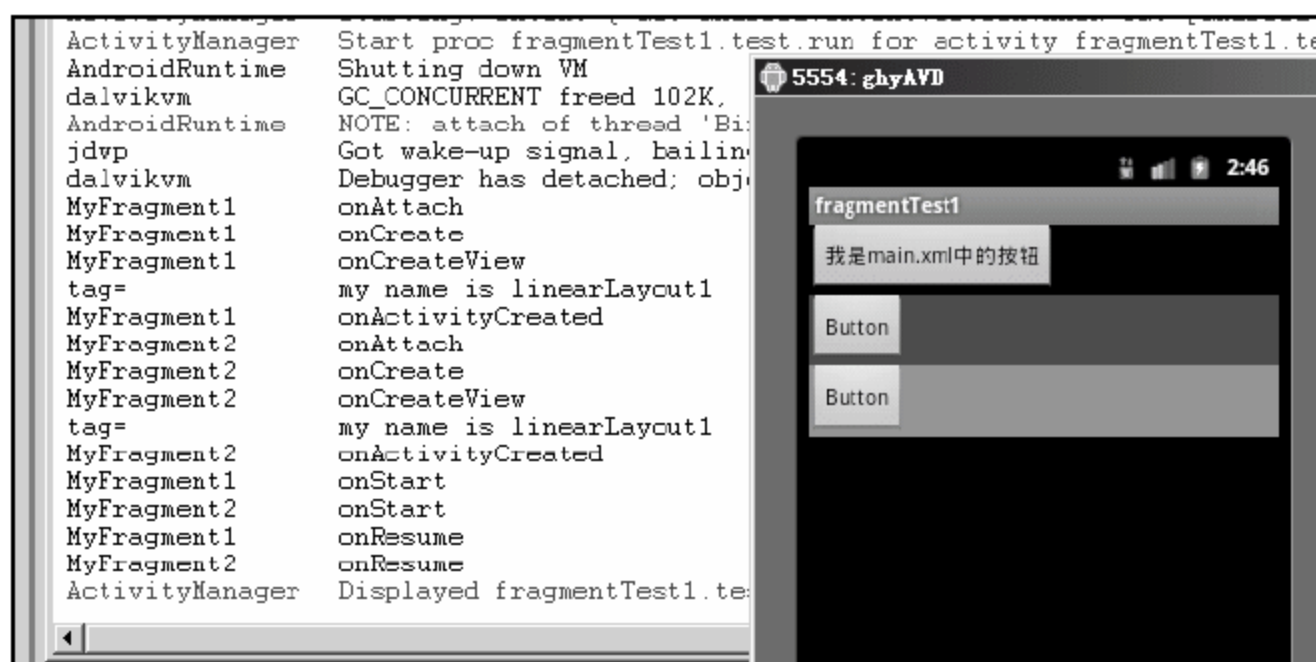 ActivityManager Start proc fragmentTest1.test.run for activity fragmentTest1.te
AndroidRuntime Shutting down VM
dalvikvm GC_CONCURRENT freed 102K,
AndroidRuntime NOTE: attach of thread 'Bi
jdwp Got wake-up signal, bailin
dalvikvm Debugger has detached; obj
MyFragment1 onAttach
MyFragment1 onCreate
MyFragment1 onCreateView
tag= my name is linearLayout1
MyFragment1 onActivityCreated
MyFragment2 onAttach
MyFragment2 onCreate
MyFragment2 onCreateView
tag= my name is linearLayout1
MyFragment2 onActivityCreated
MyFragment1 onStart
MyFragment2 onStart
MyFragment1 onResume
MyFragment2 onResume
ActivityManager Displayed fragmentTest1.te
5554:ghyAVD
2:46
fragmentTest1
我是main.xml中的按钮
Button
Button